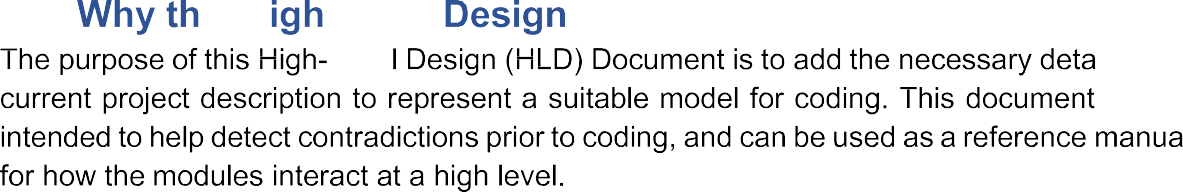 Why th igh Design
The purpose of this High- l Design (HLD) Document is to add the necessary deta
current project description to represent a suitable model for coding. This document
intended to help detect contradictions prior to coding, and can be used as a reference manua
for how the modules interact at a high level.